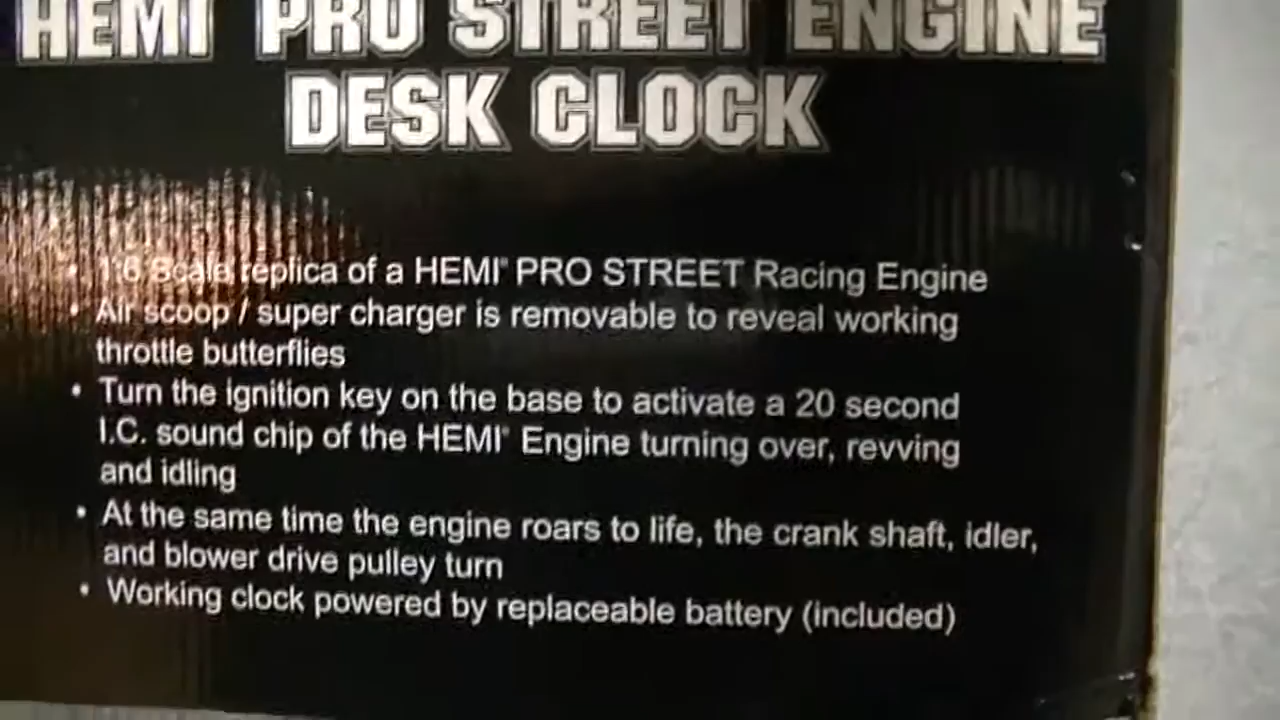 HEMI PRO STREET ENGINE
DESK CLOCK
• 1:6 Scale replica of a HEMI® PRO STREET Racing Engine
• Air scoop / super charger is removable to reveal working
throttle butterflies
• Turn the ignition key on the base to activate a 20 second
I.C. sound chip of the HEMI® Engine turning over, revving
and idling
• At the same time the engine roars to life, the crank shaft, idler,
and blower drive pulley turn
• Working clock powered by replaceable battery (included)